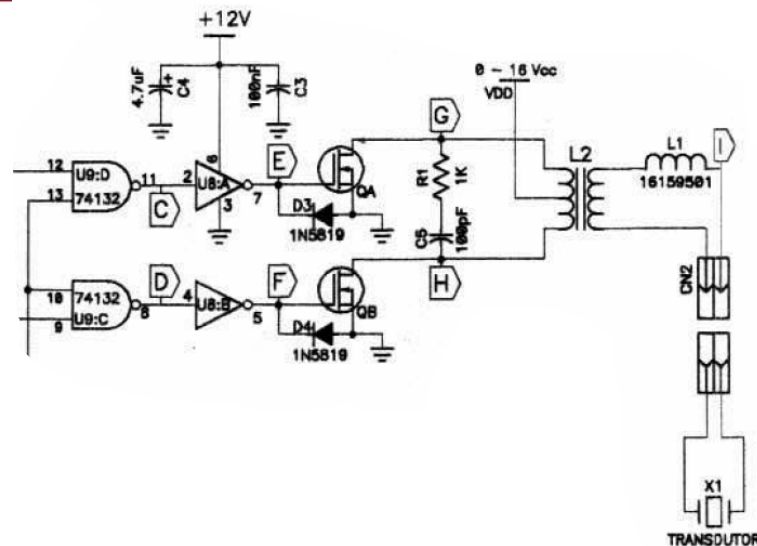 +12V
4.7uF
C4
100nF
C3
0 - 16 Vcc
VDD
12
U9:D
11
13
74132
C
2
U8:A
6
3
7
E
QA
D3
1N5819
G
R1
1K
C5
100pF
H
L2
L1
16159501
I
10
74132
9
U9:C
8
D
4
U8:B
5
F
QB
D4
1N5819
CN2
X1
TRANSDUTOR